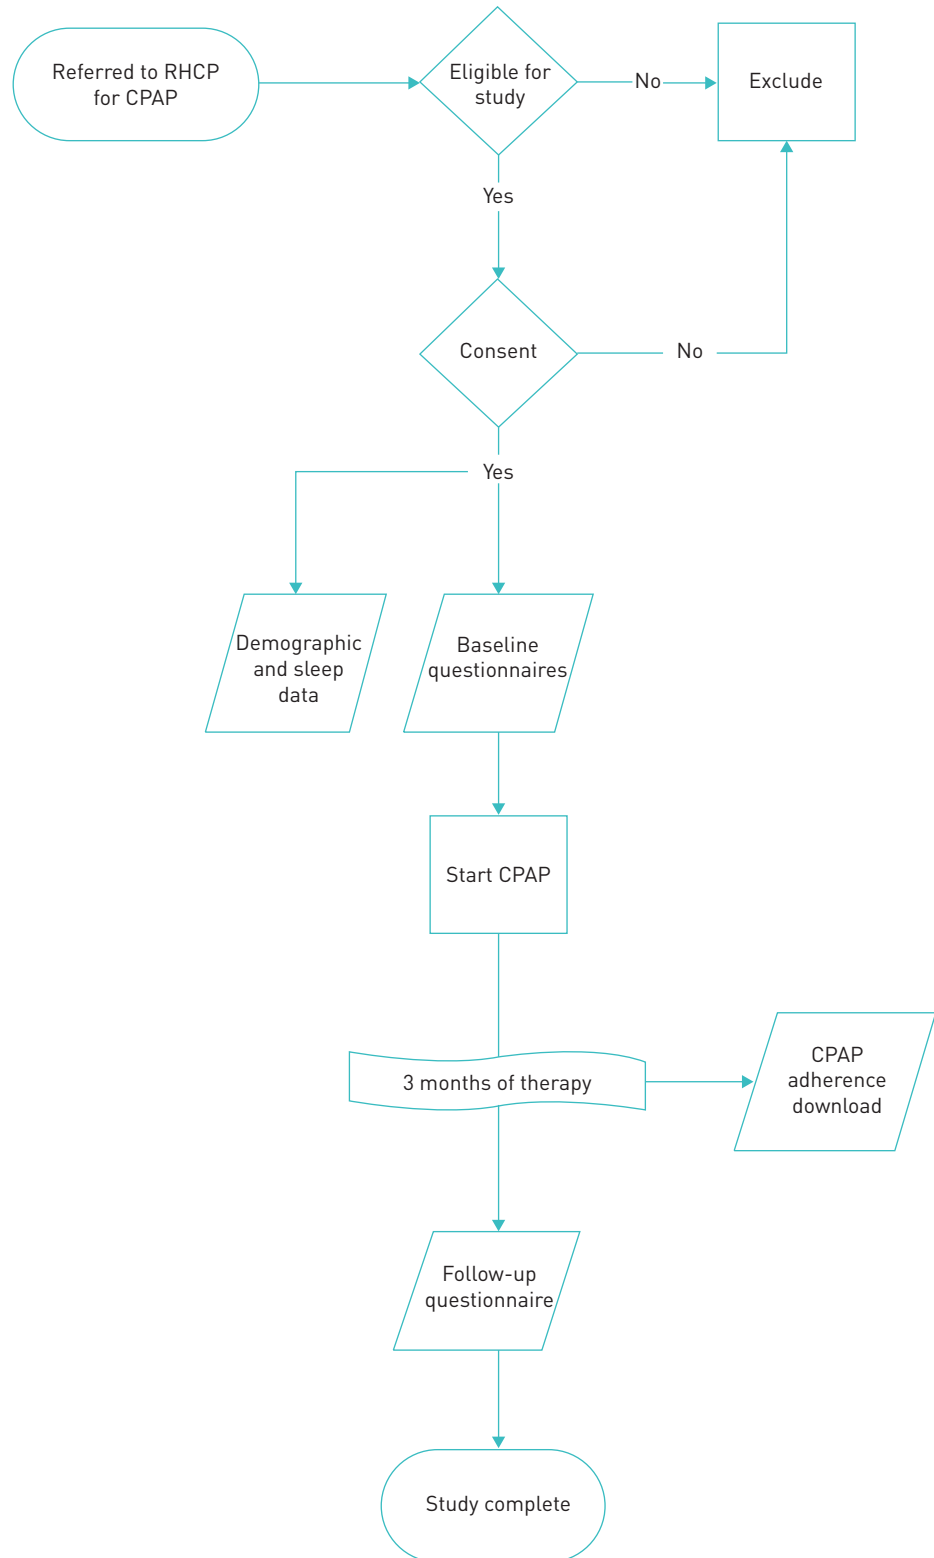 Referred to RHCP
for CPAP
Eligible for
study
No
Exclude
Yes
Consent
No
Yes
Demographic
and sleep
data
Baseline
questionnaires
Start CPAP
3 months of therapy
CPAP
adherence
download
Follow-up
questionnaire
Study complete